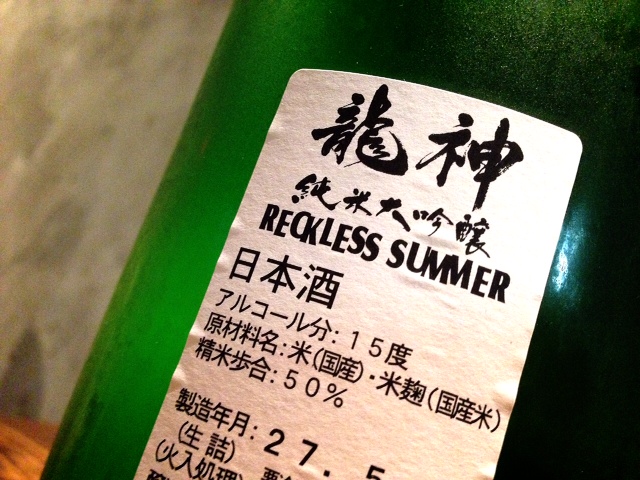 龍神
純米大吟醸
RECKLESS SUMMER
日本酒
アルコール分：１５度
原材料名：米（国産）・米麹（国産米）
精米歩合：５０％
製造年月：２７．５
（生詰）
（火入処理）